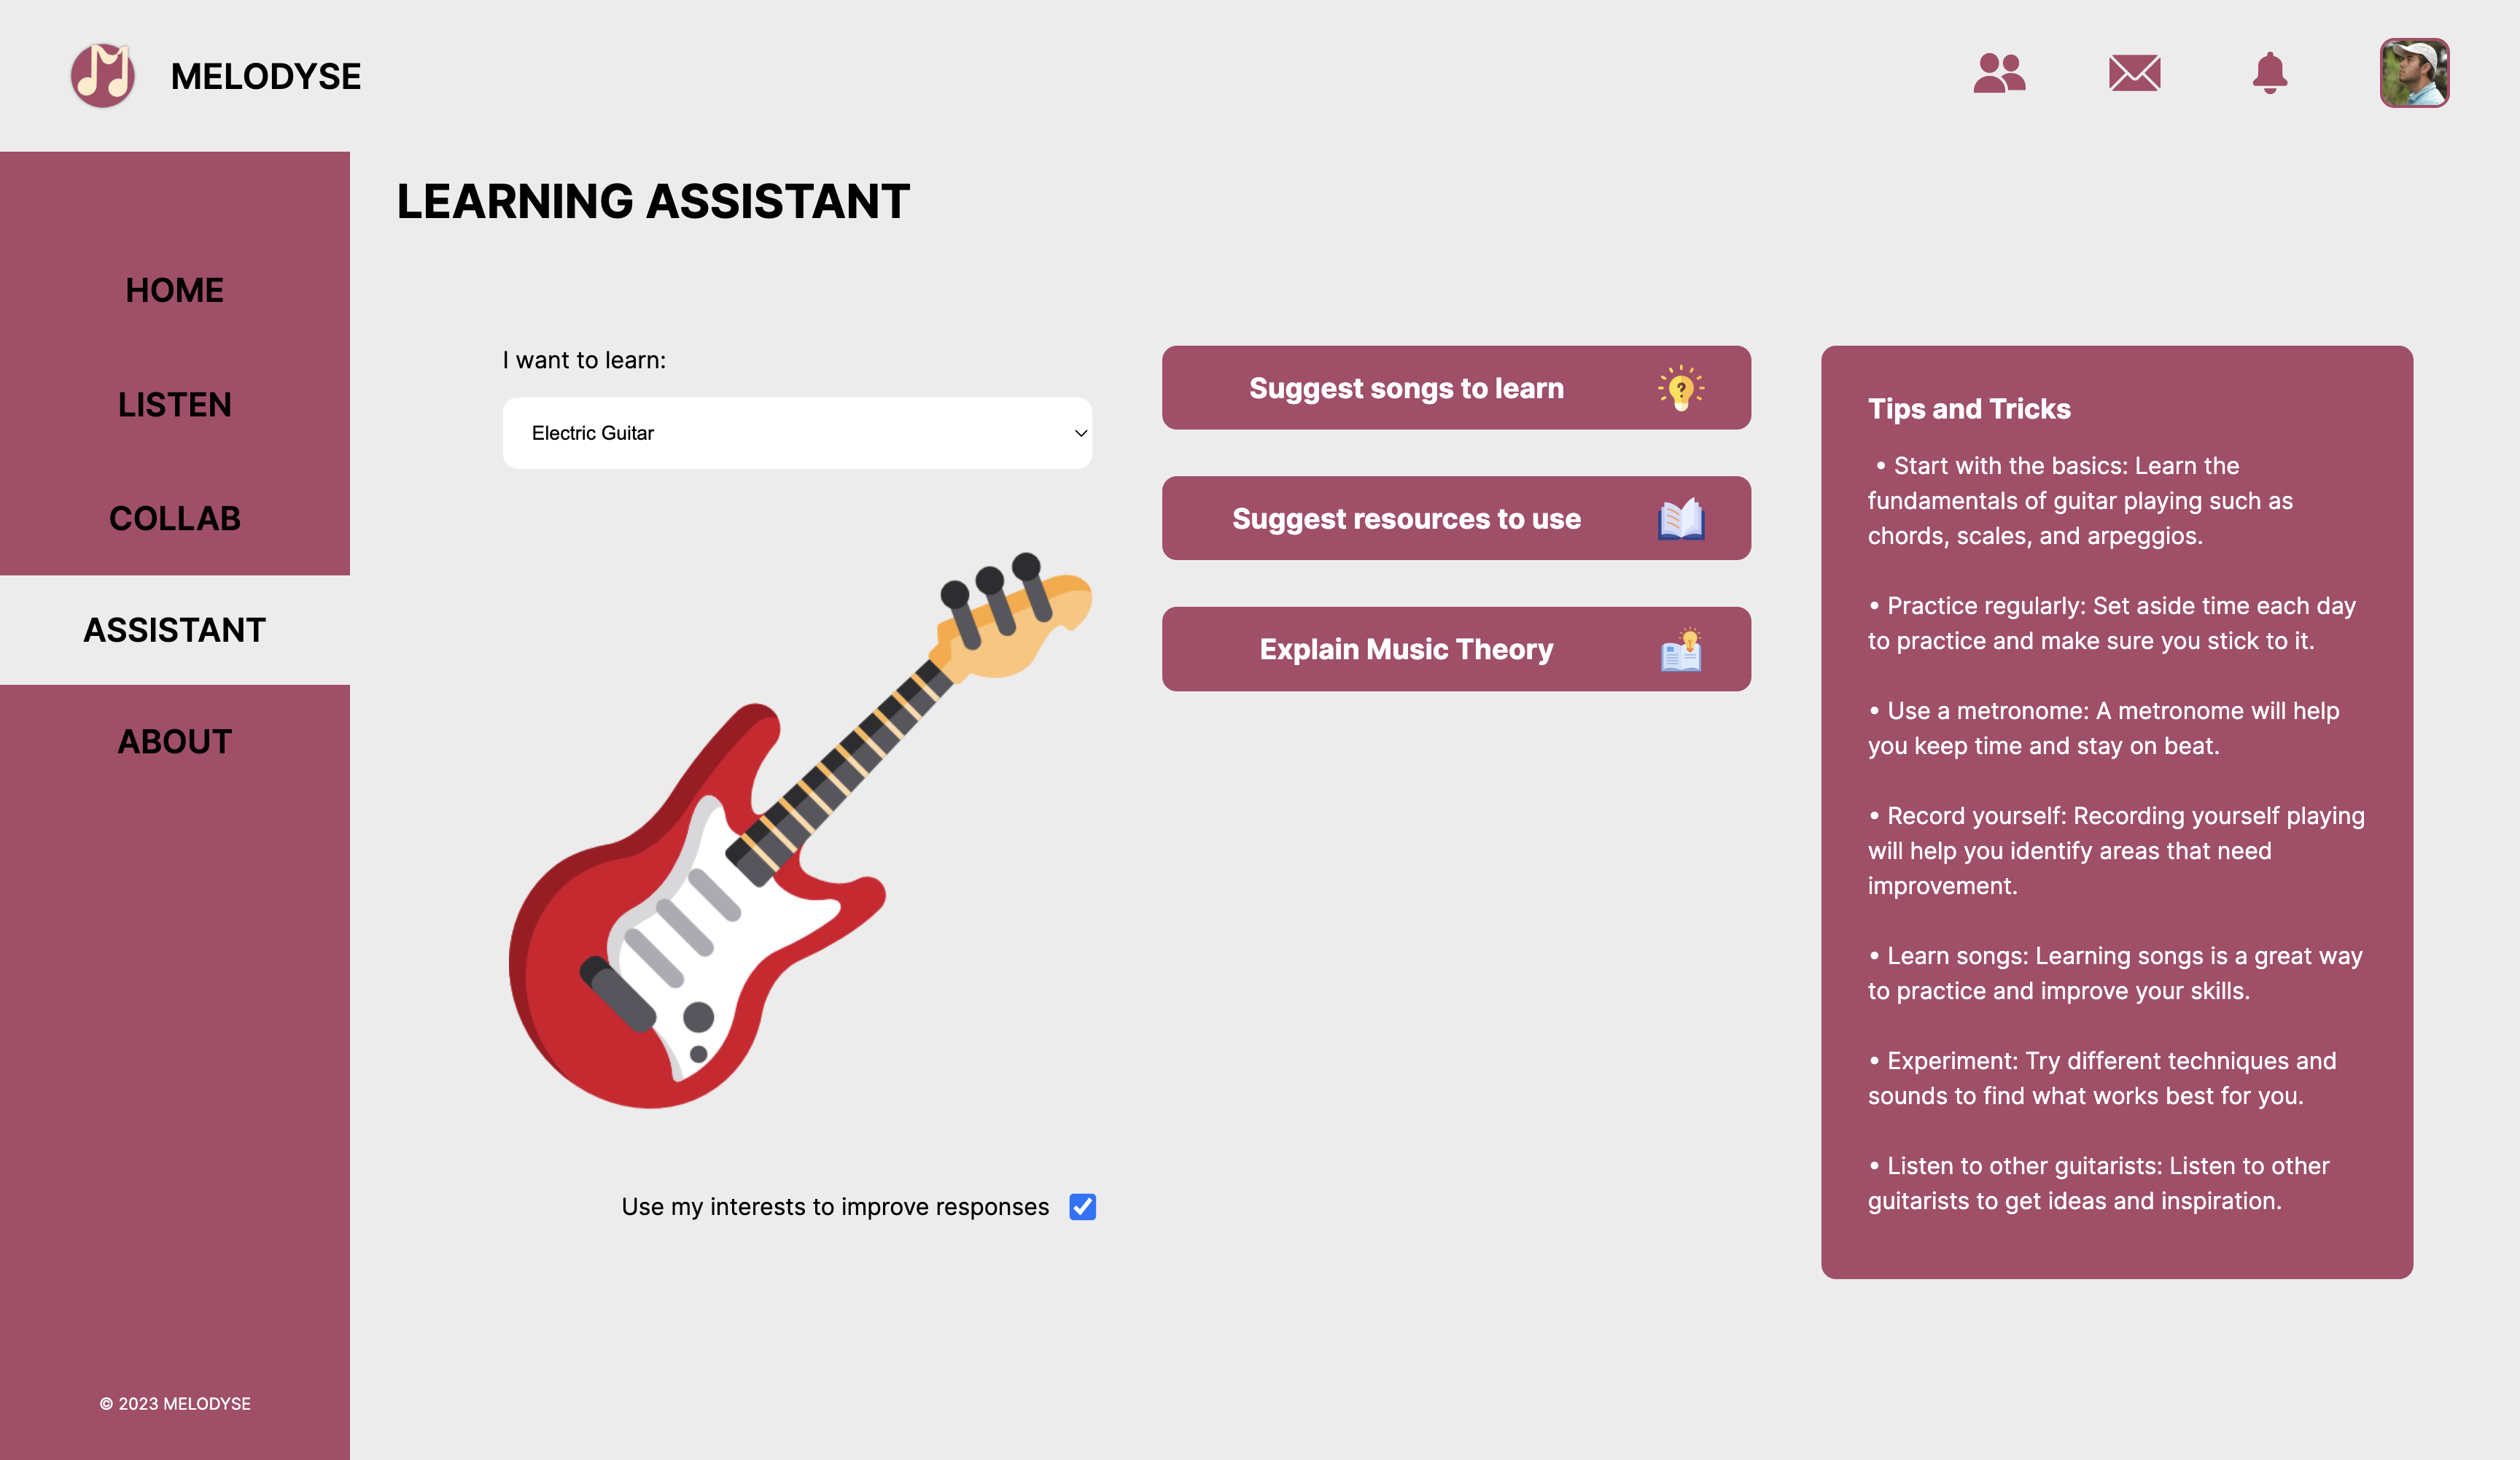 MELODYSE
LEARNING ASSISTANT
HOME
LISTEN
COLLAB
ASSISTANT
ABOUT
© 2023 MELODYSE
I want to learn:
Electric Guitar
Use my interests to improve responses
Suggest songs to learn
Suggest resources to use
Explain Music Theory
Tips and Tricks
• Start with the basics: Learn the
fundamentals of guitar playing such as
chords, scales, and arpeggios.
• Practice regularly: Set aside time each day
to practice and make sure you stick to it.
• Use a metronome: A metronome will help
you keep time and stay on beat.
• Record yourself: Recording yourself playing
will help you identify areas that need
improvement.
• Learn songs: Learning songs is a great way
to practice and improve your skills.
• Experiment: Try different techniques and
sounds to find what works best for you.
• Listen to other guitarists: Listen to other
guitarists to get ideas and inspiration.